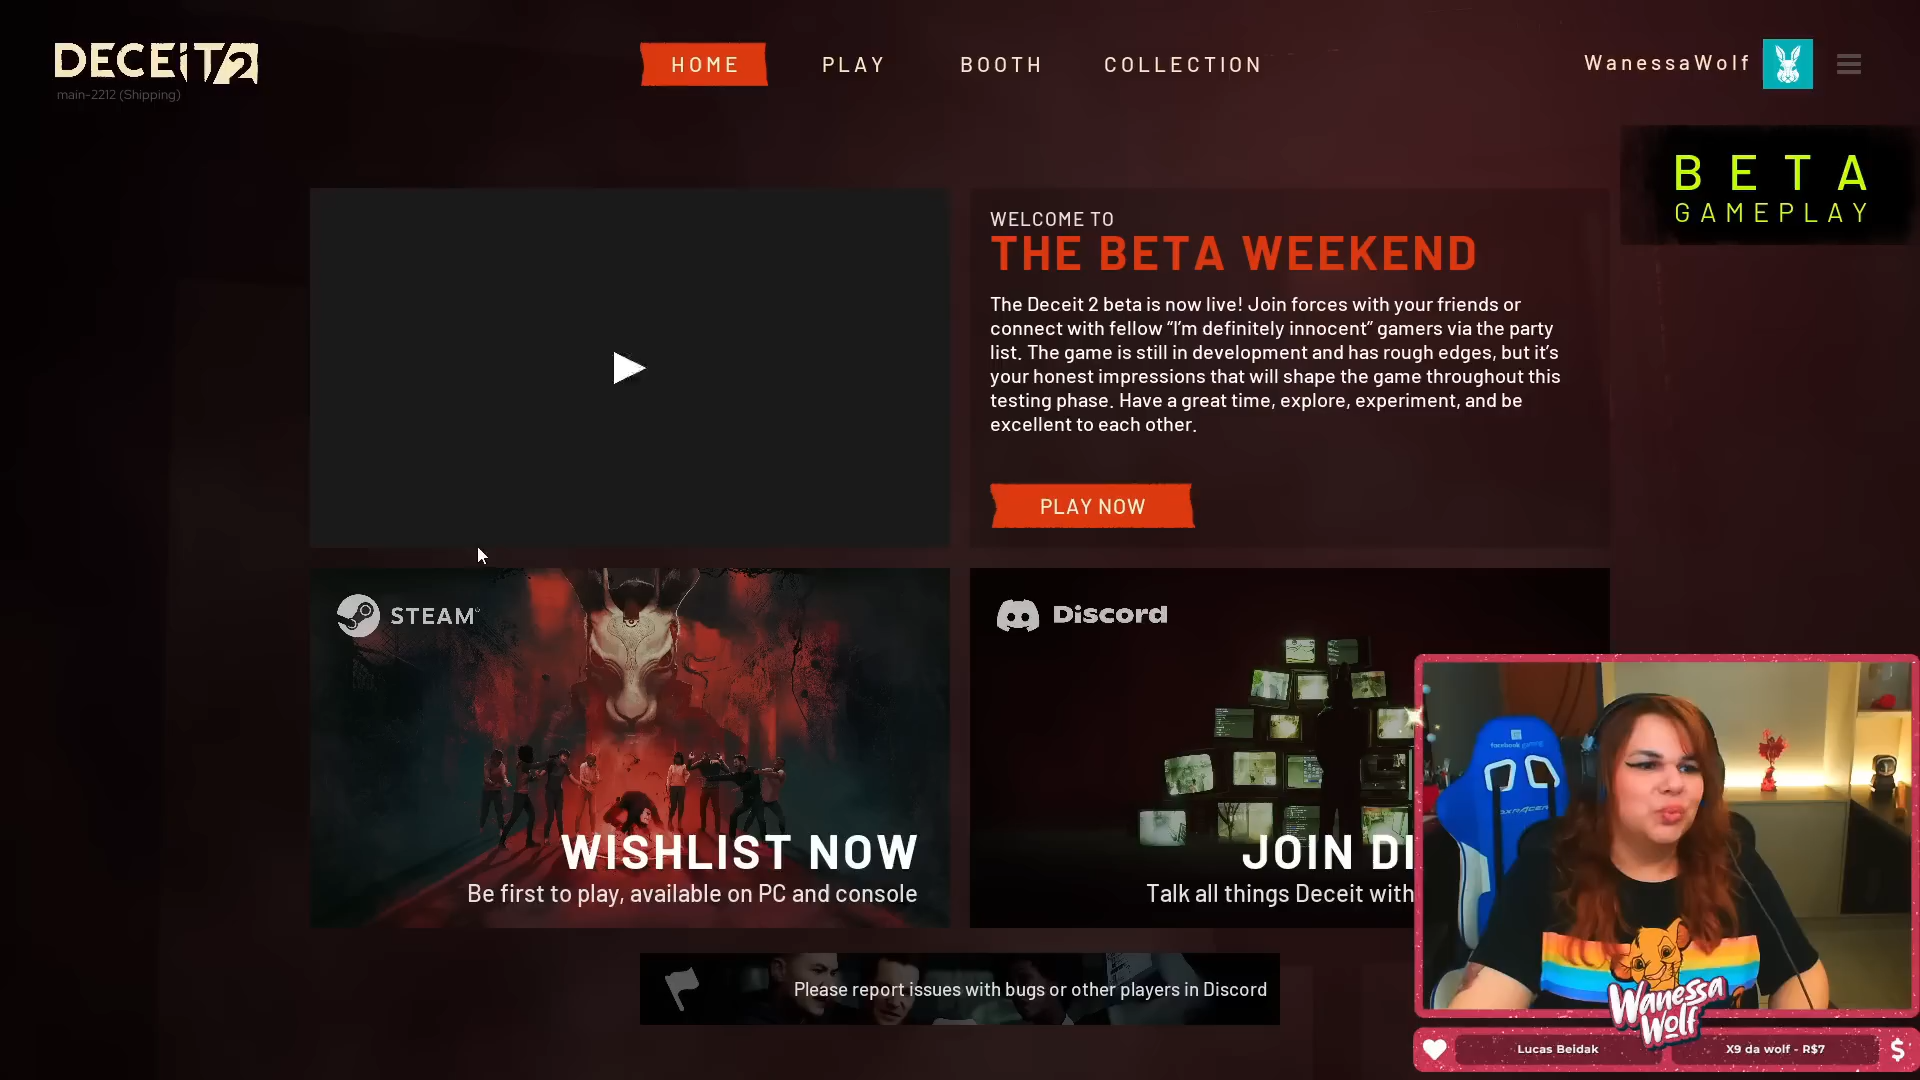 DECEiT2
main-2212 (Shipping)
HOME
PLAY
BOOTH
COLLECTION
WanessaWolf
BETA
GAMEPLAY
WELCOME TO
THE BETA WEEKEND
The Deceit 2 beta is now live! Join forces with your friends or
connect with fellow “I’m definitely innocent” gamers via the party
list. The game is still in development and has rough edges, but it’s
your honest impressions that will shape the game throughout this
testing phase. Have a great time, explore, experiment, and be
excellent to each other.
PLAY NOW
STEAM
WISHLIST NOW
Be first to play, available on PC and console
Discord
JOIN DI
Talk all things Deceit with
facebook gaming
DXRACER
Wanessa
Wolf
Please report issues with bugs or other players in Discord
Lucas Beidak
X9 da wolf - R$7